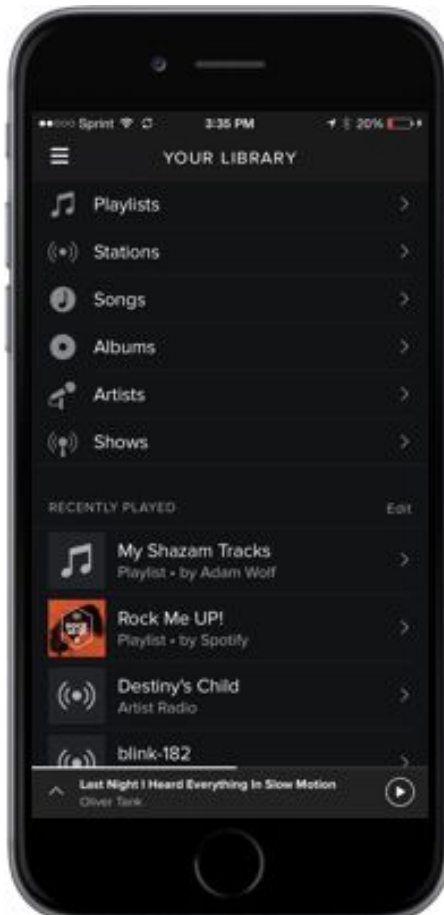 Sprint 3:35 PM 20%
YOUR LIBRARY
Playlists
Stations
Songs
Albums
Artists
Shows
RECENTLY PLAYED Edit
My Shazam Tracks
Playlist • by Adam Wolf
Rock Me UP!
Playlist • by Spotify
Destiny's Child
Artist Radio
blink-182
Last Night I Heard Everything In Slow Motion
Oliver Tank